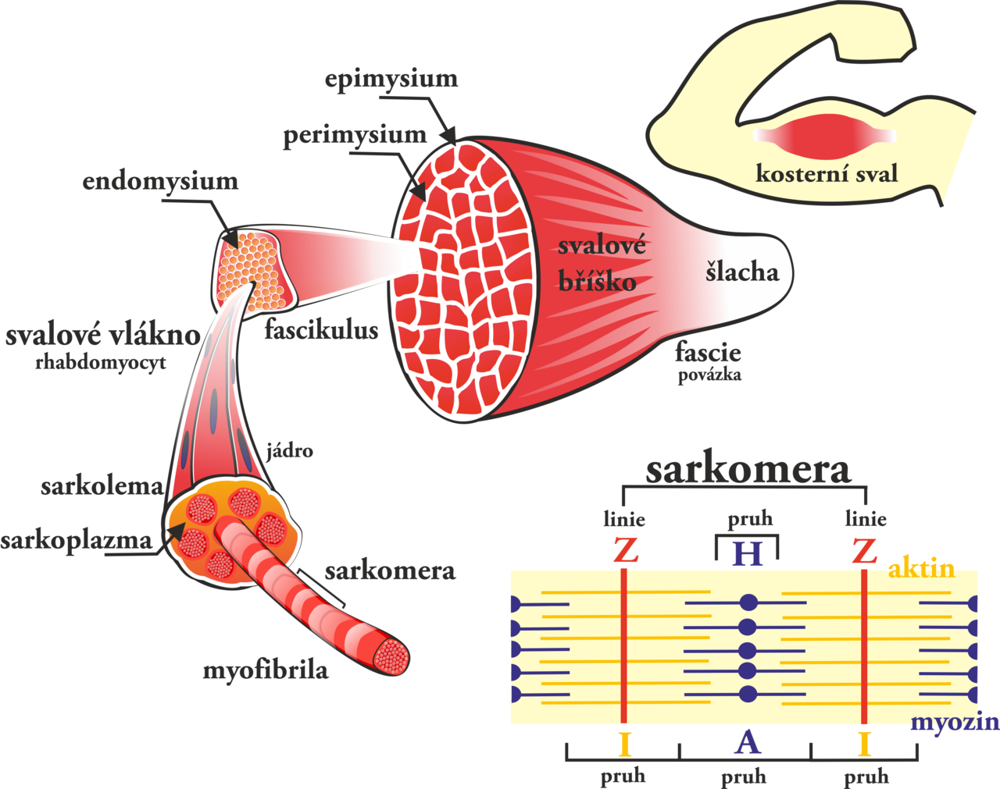 epimysium
perimysium
endomysium
kosterní sval
svalové
bříško
šlacha
svalové vlákno
rhabdomyocyt
fascikulus
fascie
povázka
jádro
sarkolema
sarkoplazma
sarkomera
myofibrila
sarkomera
linie
pruh
linie
Z
H
Z
aktin
myozin
I
A
I
pruh
pruh
pruh